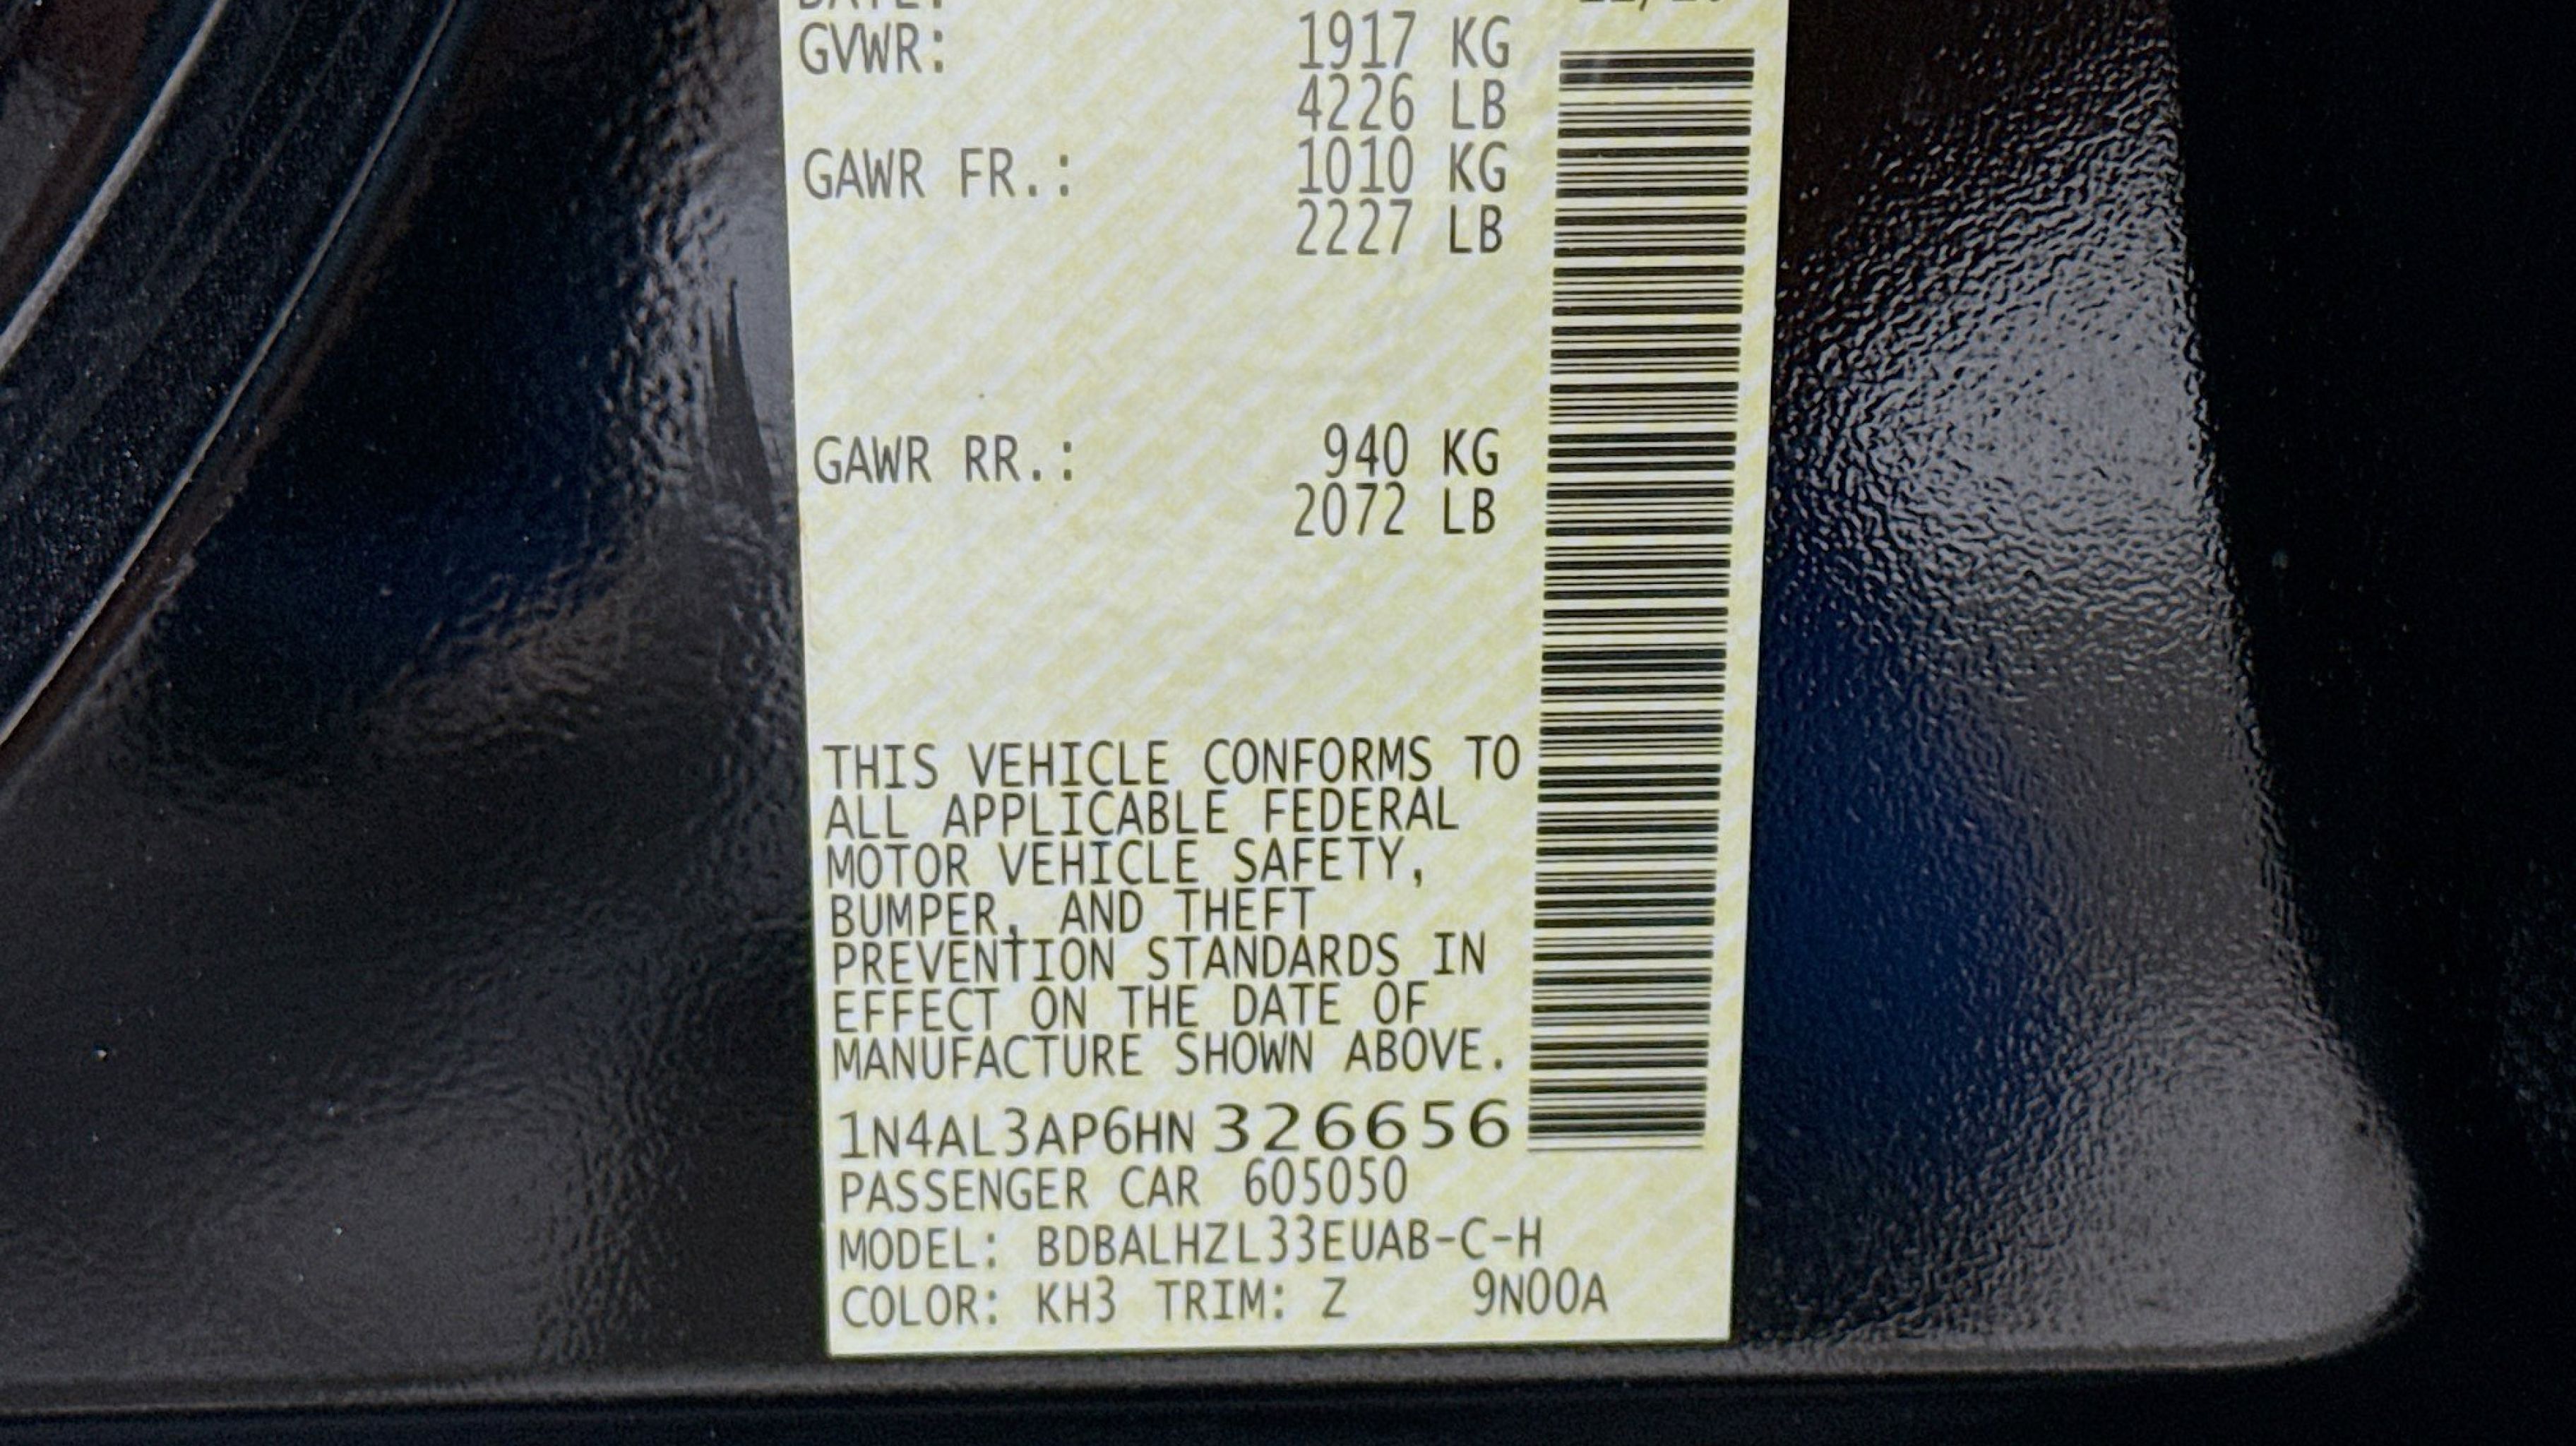 GVWR: 1917 KG
4226 LB
GAWR FR.: 1010 KG
2227 LB
GAWR RR.: 940 KG
2072 LB
THIS VEHICLE CONFORMS TO
ALL APPLICABLE FEDERAL
MOTOR VEHICLE SAFETY,
BUMPER, AND THEFT
PREVENTION STANDARDS IN
EFFECT ON THE DATE OF
MANUFACTURE SHOWN ABOVE.
1N4AL3AP6HN 326656
PASSENGER CAR 605050
MODEL: BDBALHZL33EUAB-C-H
COLOR: KH3 TRIM: Z 9N00A